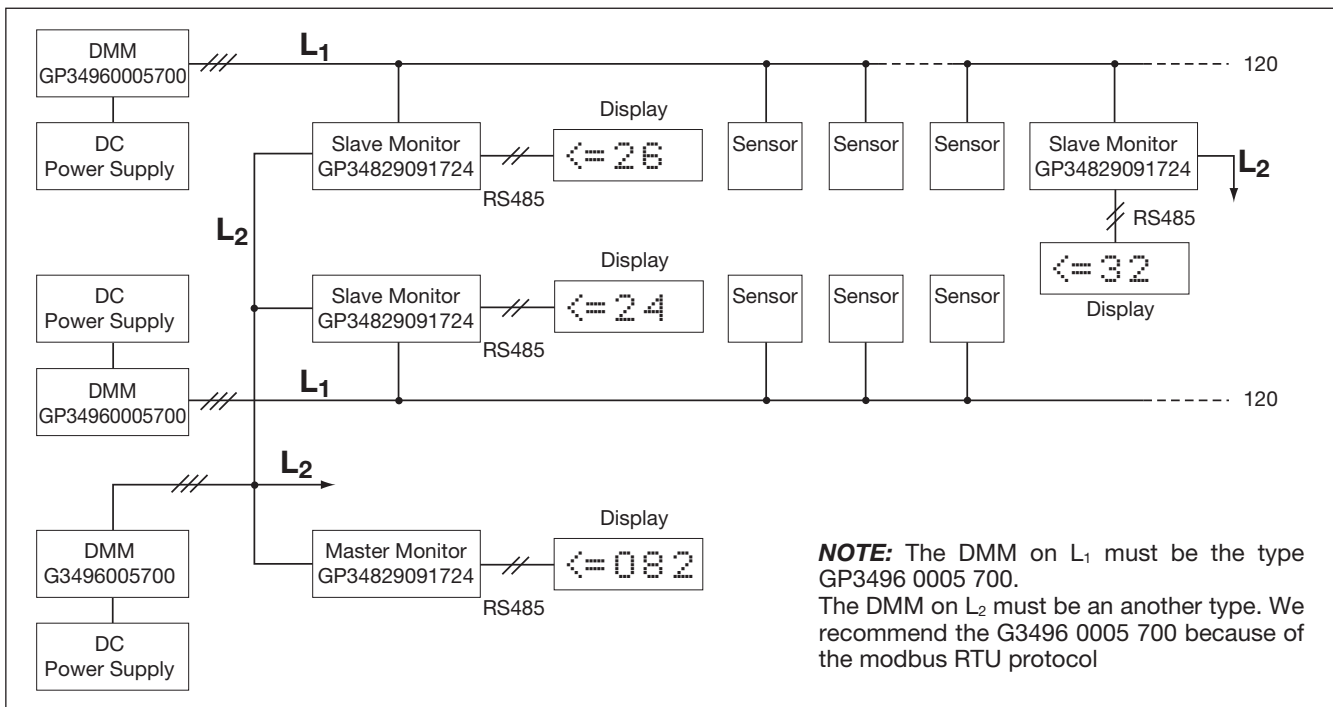 DMM
GP34960005700
L1
120
DC
Power Supply
Slave Monitor
GP34829091724
RS485
Display
<=26
Sensor
Sensor
Sensor
Slave Monitor
GP34829091724
L2
RS485
<=32
Display
L2
DC
Power Supply
Slave Monitor
GP34829091724
RS485
Display
<=24
Sensor
Sensor
Sensor
DMM
GP34960005700
L1
120
L2
DMM
G3496005700
DC
Power Supply
Master Monitor
GP34829091724
RS485
Display
<=082
NOTE: The DMM on L1 must be the type
GP3496 0005 700.
The DMM on L2 must be an another type. We
recommend the G3496 0005 700 because of
the modbus RTU protocol